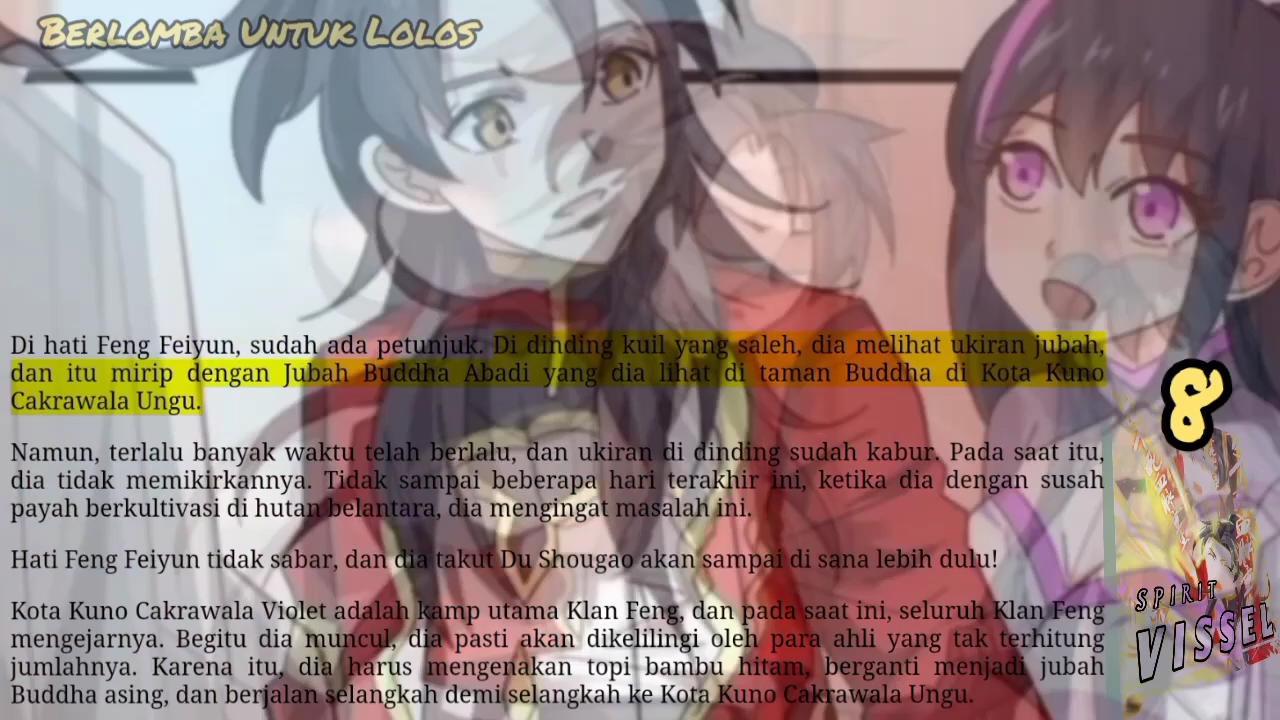 Berlomba Untuk Lolos
Di hati Feng Feiyun, sudah ada petunjuk. Di dinding kuil yang saleh, dia melihat ukiran jubah,
dan itu mirip dengan Jubah Buddha Abadi yang dia lihat di taman Buddha di Kota Kuno
Cakrawala Ungu.
Namun, terlalu banyak waktu telah berlalu, dan ukiran di dinding sudah kabur. Pada saat itu,
dia tidak memikirkannya. Tidak sampai beberapa hari terakhir ini, ketika dia dengan susah
payah berkultivasi di hutan belantara, dia mengingat masalah ini.
Hati Feng Feiyun tidak sabar, dan dia takut Du Shougao akan sampai di sana lebih dulu!
Kota Kuno Cakrawala Violet adalah kamp utama Klan Feng, dan pada saat ini, seluruh Klan Feng
mengejarnya. Begitu dia muncul, dia pasti akan dikelilingi oleh para ahli yang tak terhitung
jumlahnya. Karena itu, dia harus mengenakan topi bambu hitam, berganti menjadi jubah
Buddha asing, dan berjalan selangkah demi selangkah ke Kota Kuno Cakrawala Ungu.
8
SPIRIT
VISSEL